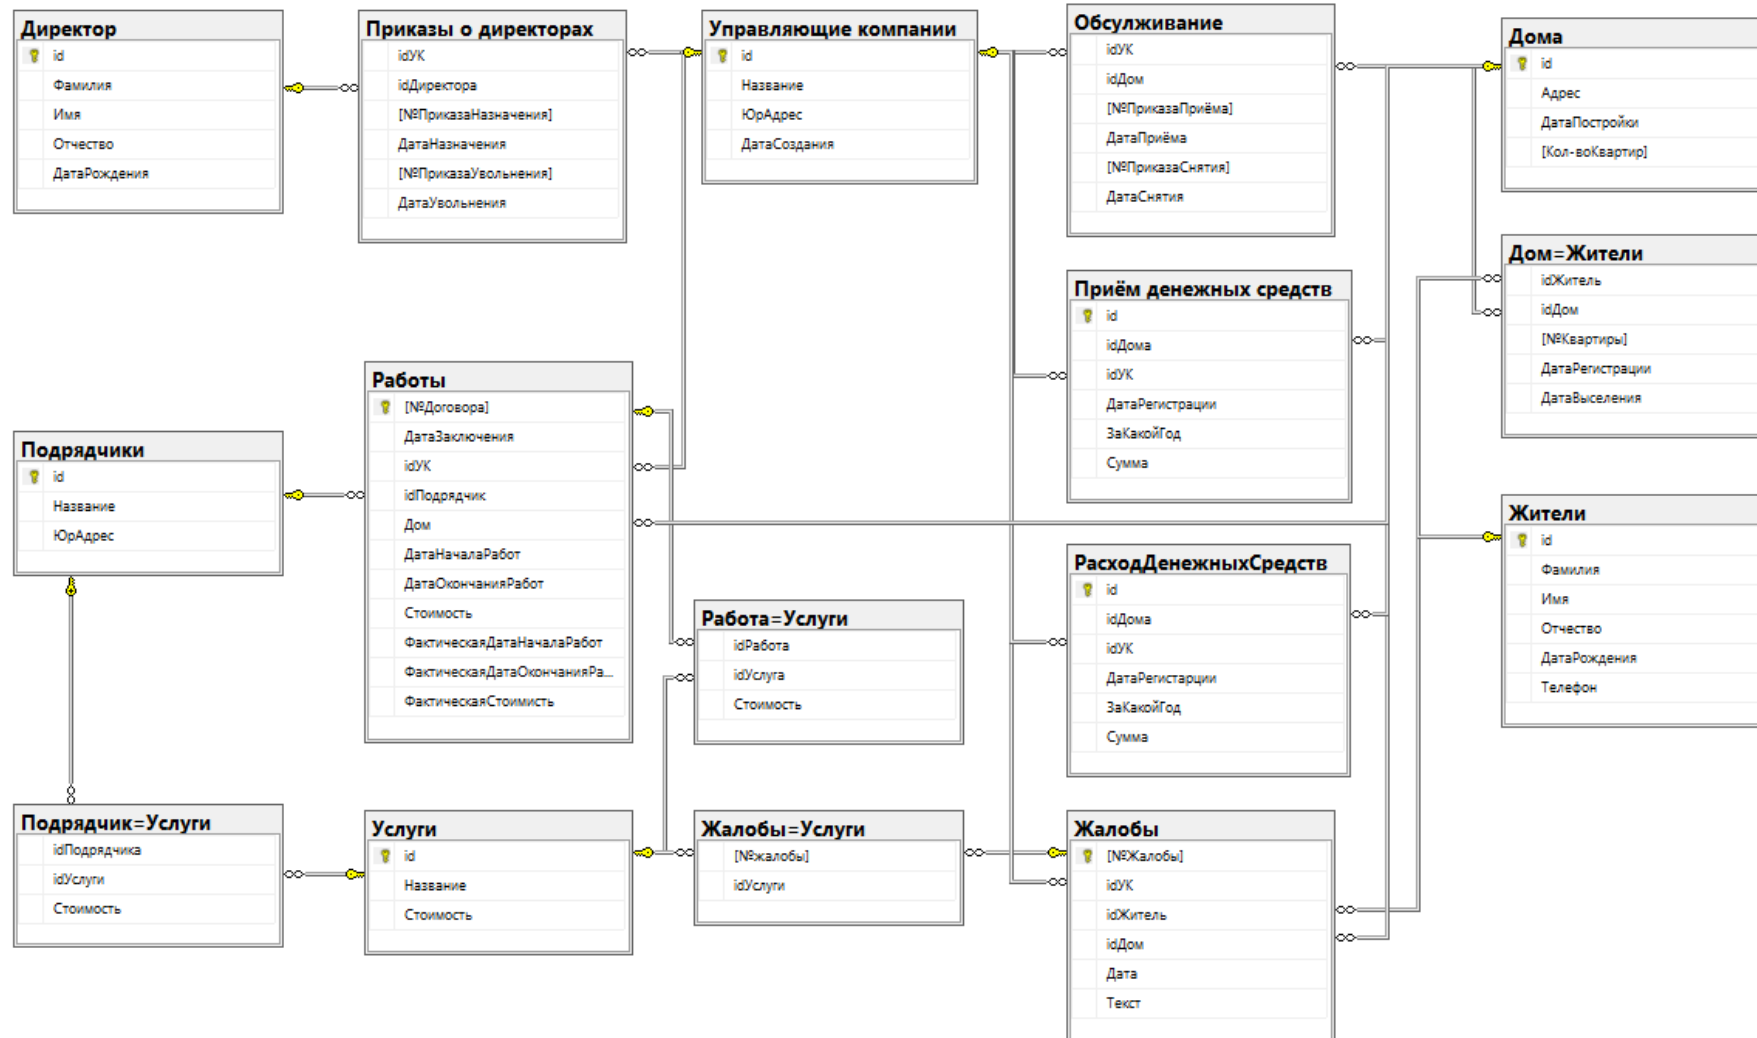 Директор
id
Фамилия
Имя
Отчество
ДатаРождения
Приказы о директорах
idУК
idДиректора
[№ПриказаНазначения]
ДатаНазначения
[№ПриказаУвольнения]
ДатаУвольнения
Управляющие компании
id
Название
ЮрАдрес
ДатаСоздания
Обсулживание
idУК
idДом
[№ПриказаПриёма]
ДатаПриёма
[№ПриказаСнятия]
ДатаСнятия
Дома
id
Адрес
ДатаПостройки
[Кол-воКвартир]
Дом=Жители
idЖитель
idДом
[№Квартиры]
ДатаРегистрации
ДатаВыселения
Приём денежных средств
id
idДома
idУК
ДатаРегистрации
ЗаКакойГод
Сумма
Работы
[№Договора]
ДатаЗаключения
idУК
idПодрядчик
Дом
ДатаНачалаРабот
ДатаОкончанияРабот
Стоимость
ФактическаяДатаНачалаРабот
ФактическаяДатаОкончанияРа...
ФактическаяСтоимисть
Подрядчики
id
Название
ЮрАдрес
Жители
id
Фамилия
Имя
Отчество
ДатаРождения
Телефон
РасходДенежныхСредств
id
idДома
idУК
ДатаРегистарции
ЗаКакойГод
Сумма
Работа=Услуги
idРабота
idУслуга
Стоимость
Подрядчик=Услуги
idПодрядчика
idУслуги
Стоимость
Услуги
id
Название
Стоимость
Жалобы=Услуги
[№жалобы]
idУслуги
Жалобы
[№Жалобы]
idУК
idЖитель
idДом
Дата
Текст